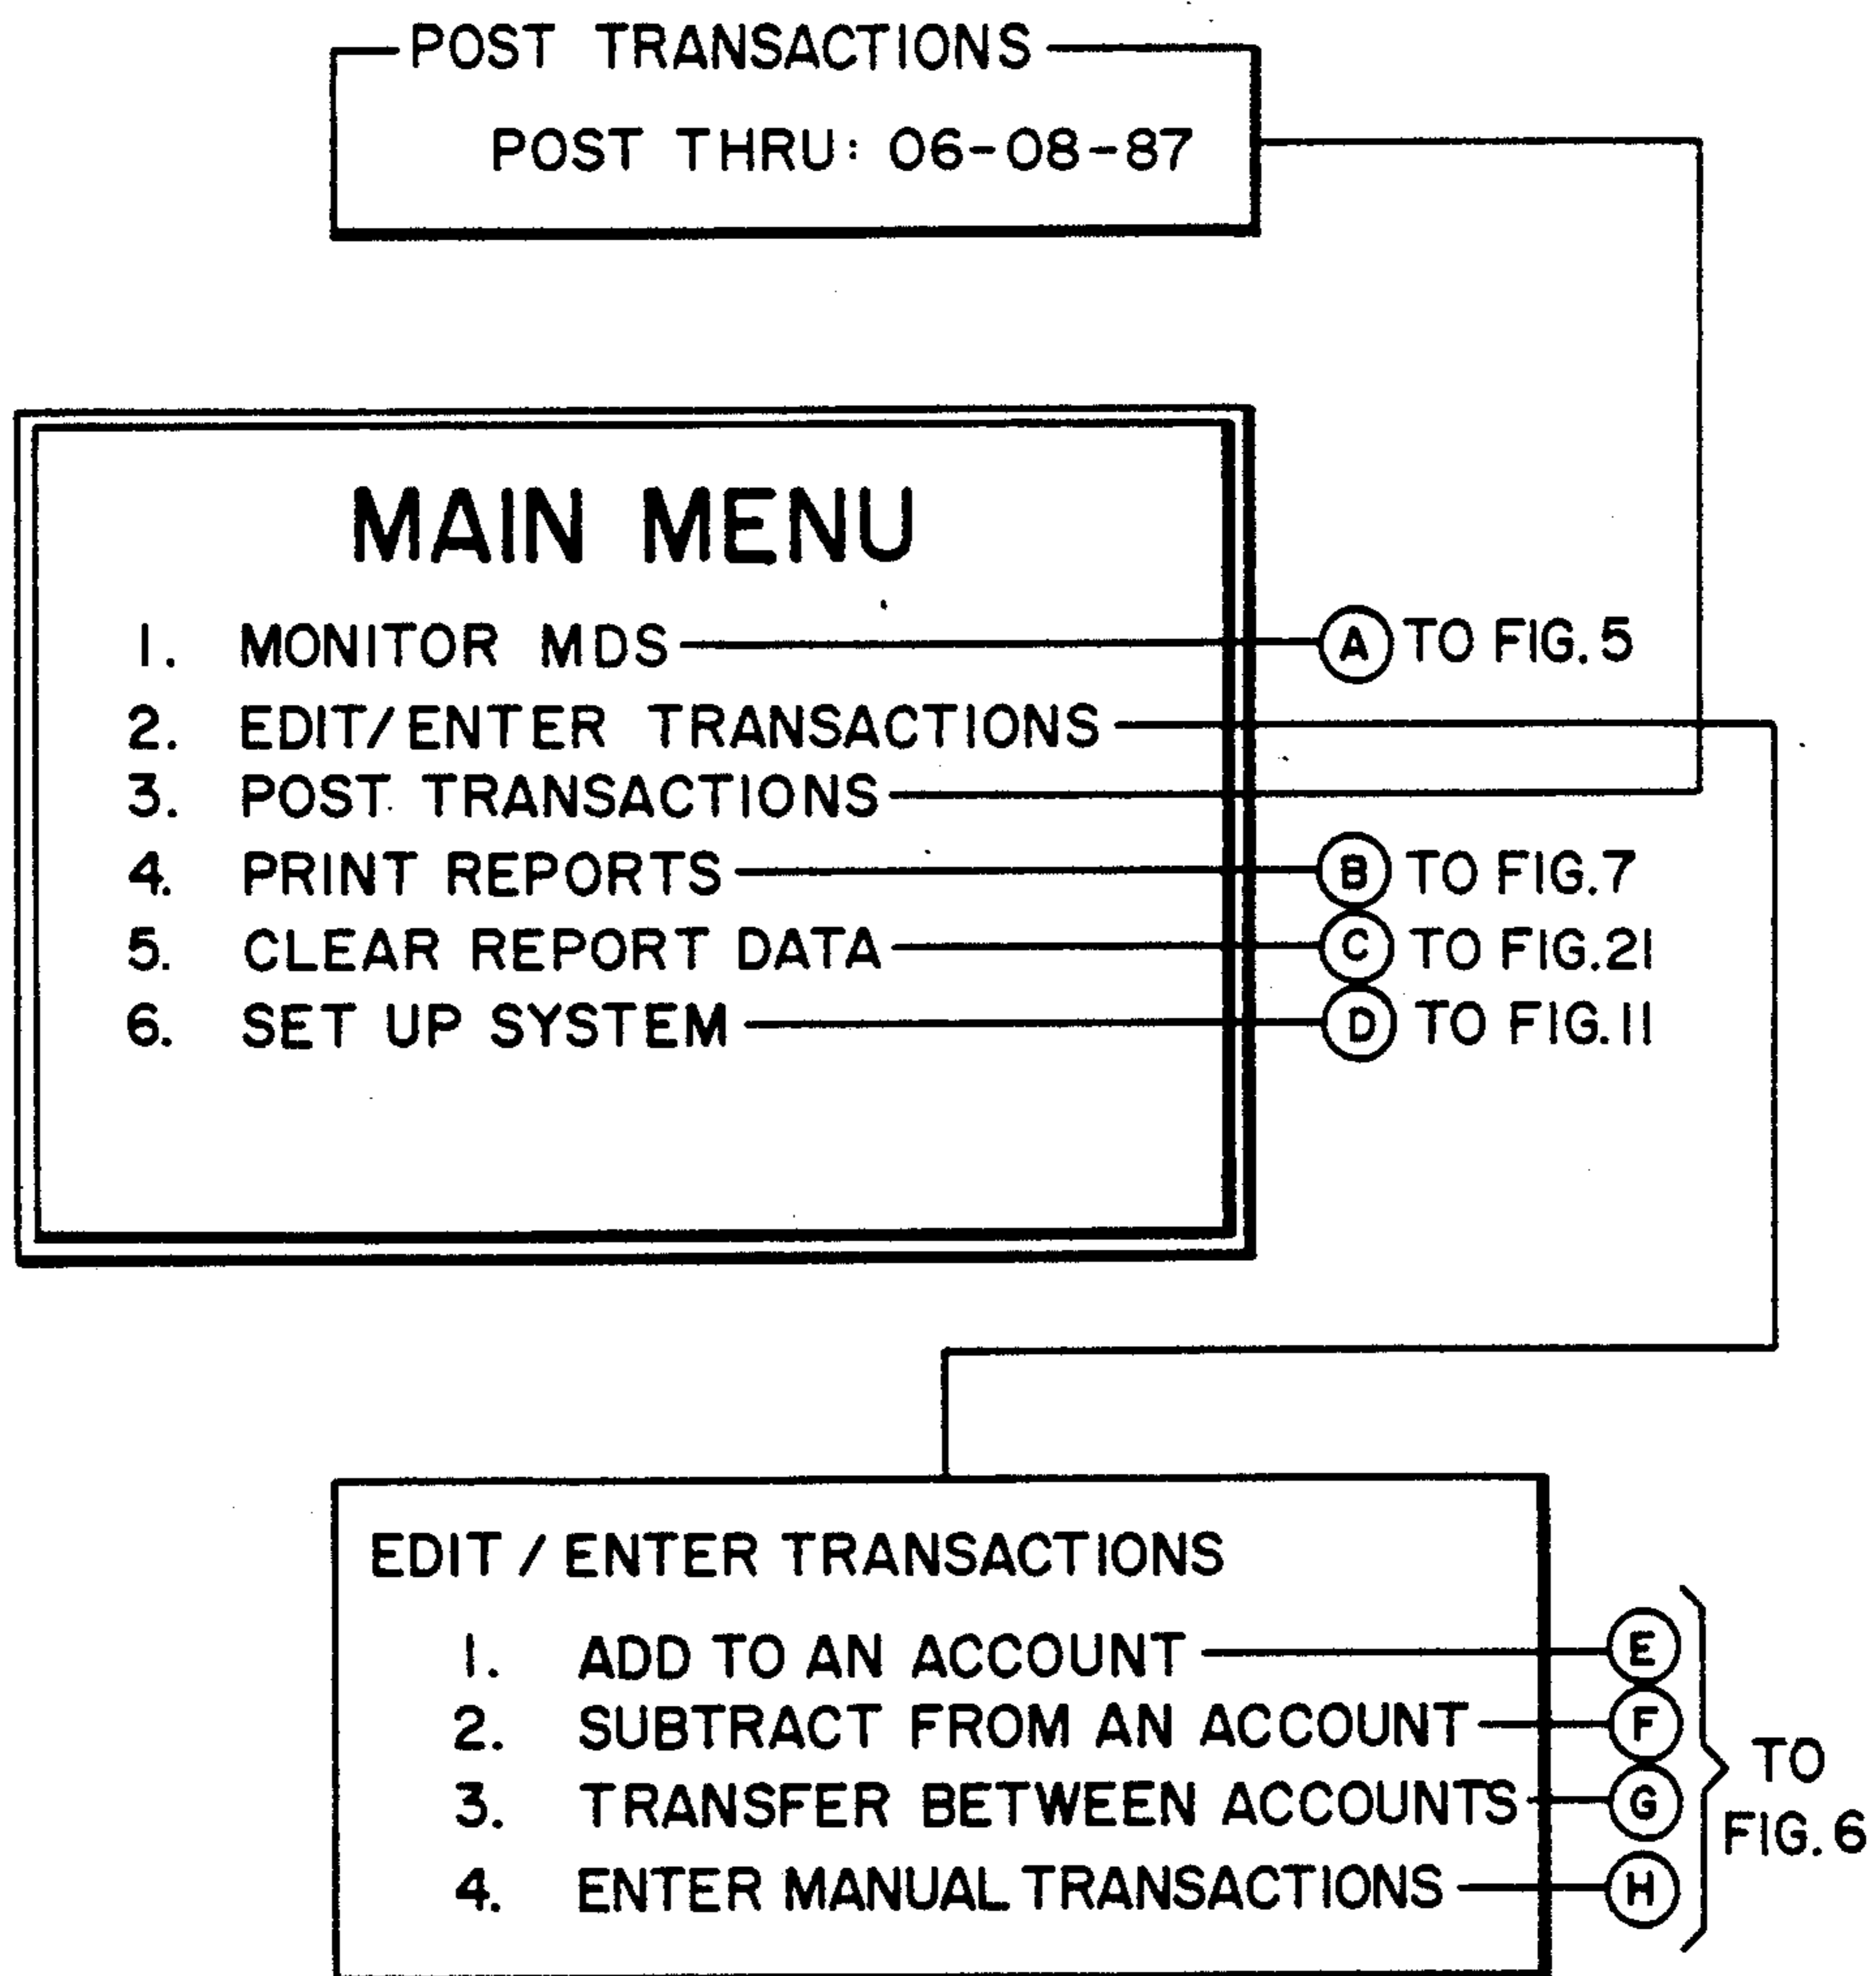 POST TRANSACTIONS
POST THRU: 06-08-87
MAIN MENU
1. MONITOR MDS A TO FIG. 5
2. EDIT/ENTER TRANSACTIONS
3. POST TRANSACTIONS
4. PRINT REPORTS B TO FIG. 7
5. CLEAR REPORT DATA C TO FIG. 21
6. SET UP SYSTEM D TO FIG. 11
EDIT / ENTER TRANSACTIONS
1. ADD TO AN ACCOUNT E
2. SUBTRACT FROM AN ACCOUNT F
3. TRANSFER BETWEEN ACCOUNTS G
4. ENTER MANUAL TRANSACTIONS H
TO
FIG. 6